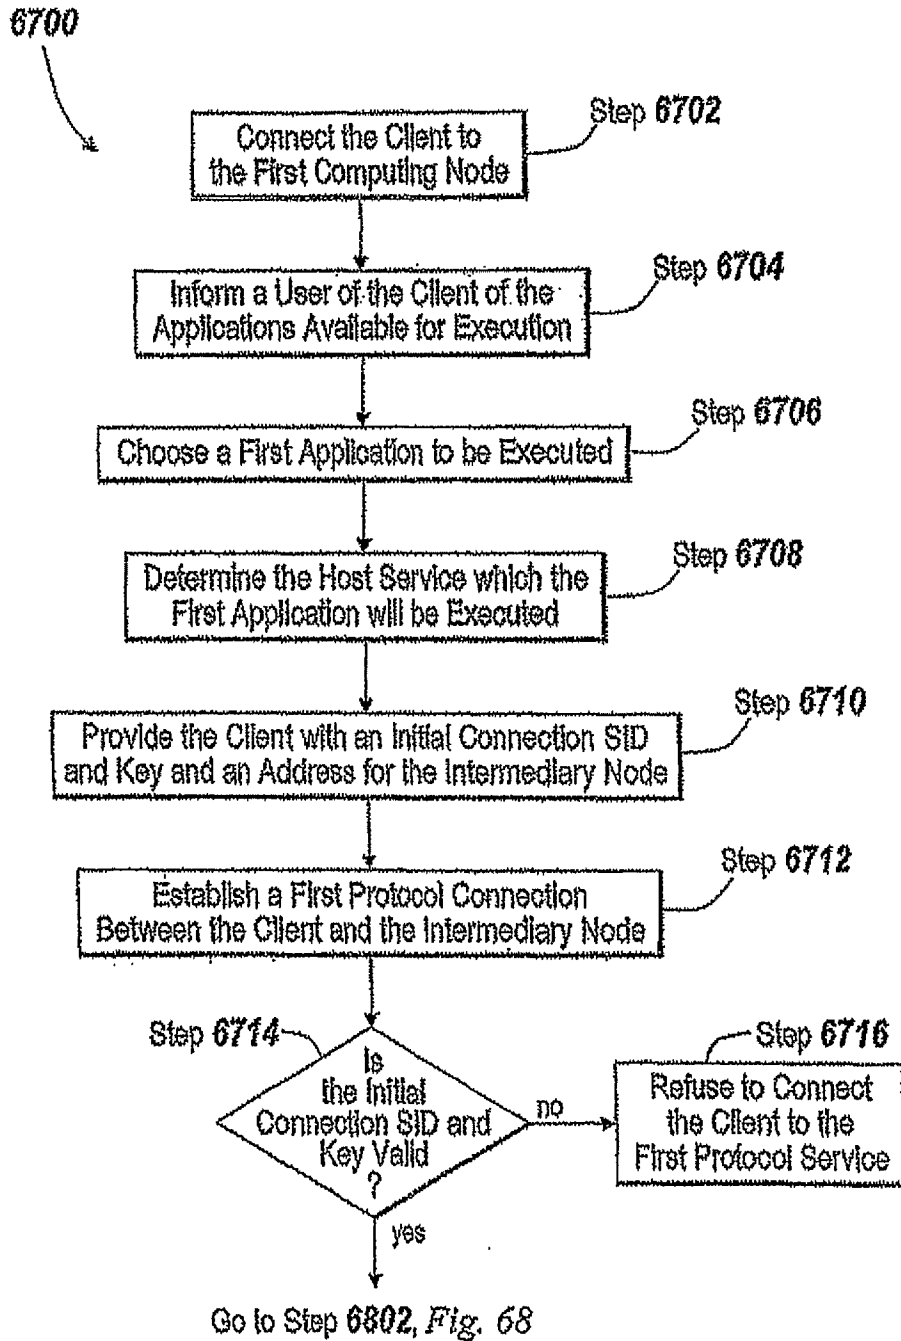 6700
Step 6702
Connect the Client to
the First Computing Node
Step 6704
Inform a User of the Client of the
Applications Available for Execution
Step 6706
Choose a First Application to be Executed
Step 6708
Determine the Host Service which the
First Application will be Executed
Step 6710
Provide the Client with an Initial Connection SID
and Key and an Address for the Intermediary Node
Step 6712
Establish a First Protocol Connection
Between the Client and the Intermediary Node
Step 6714
Is
the Initial
Connection SID and
Key Valid
?
no
Step 6716
Refuse to Connect
the Client to the
First Protocol Service
yes
Go to Step 6802, Fig. 68